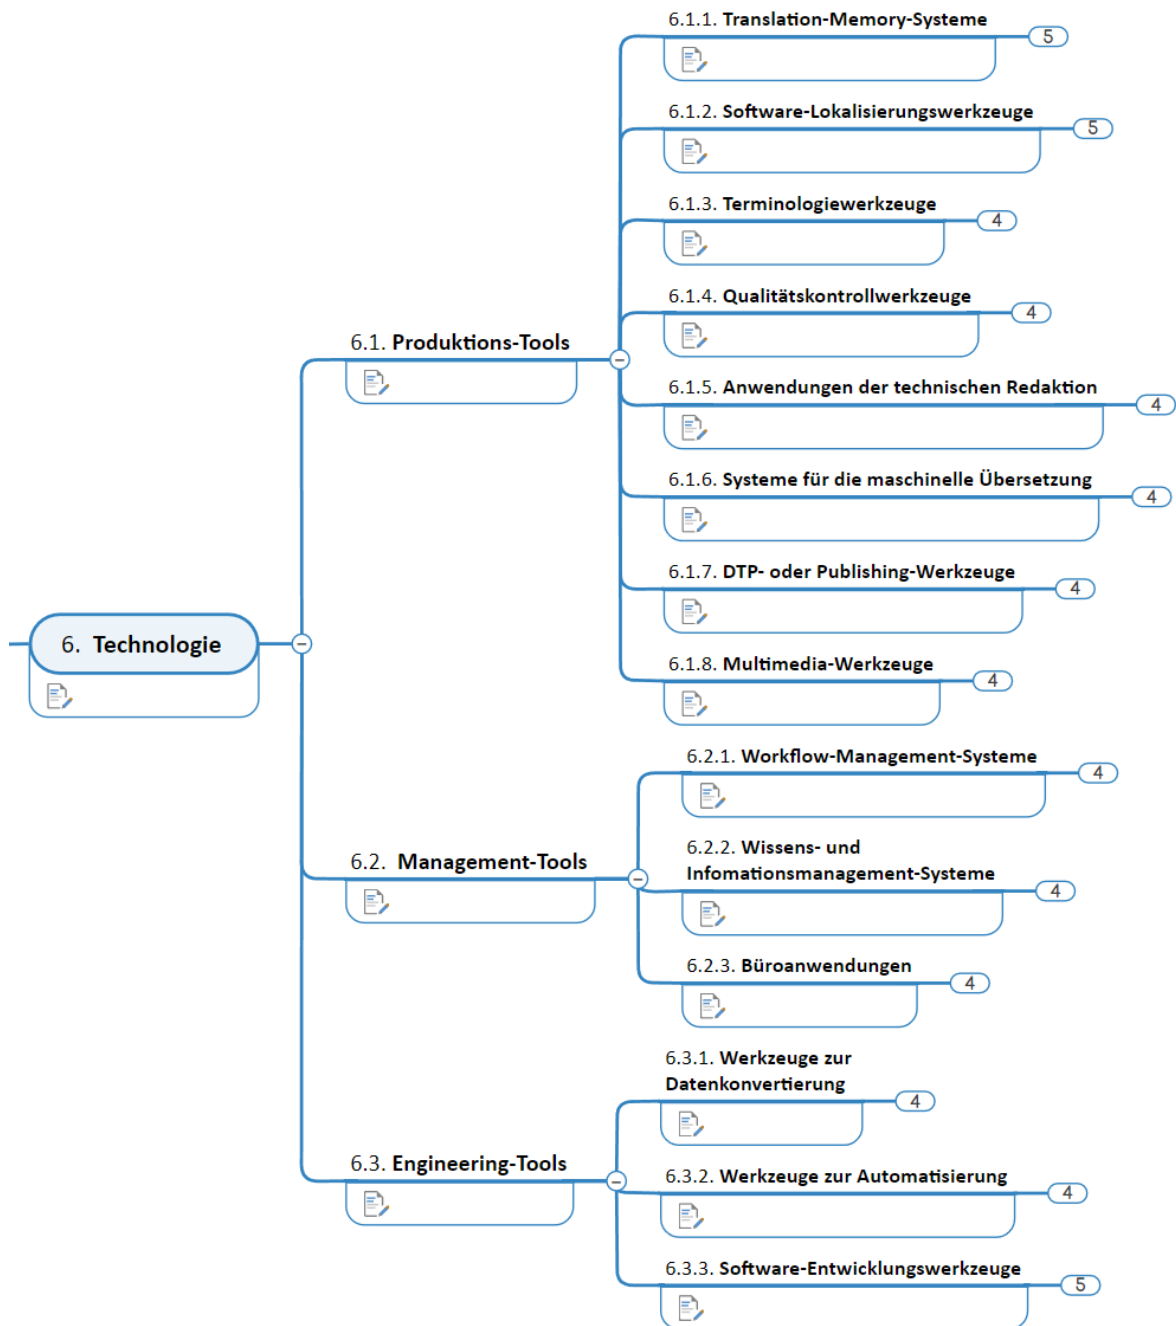 6.1.1. Translation-Memory-Systeme
5
6.1.2. Software-Lokalisierungswerkzeuge
5
6.1.3. Terminologiewerkzeuge
4
6.1.4. Qualitätskontrollwerkzeuge
4
6.1. Produktions-Tools
6.1.5. Anwendungen der technischen Redaktion
4
6.1.6. Systeme für die maschinelle Übersetzung
4
6.1.7. DTP- oder Publishing-Werkzeuge
4
6. Technologie
6.1.8. Multimedia-Werkzeuge
4
6.2.1. Workflow-Management-Systeme
4
6.2. Management-Tools
6.2.2. Wissens- und
Infomationsmanagement-Systeme
4
6.2.3. Büroanwendungen
4
6.3.1. Werkzeuge zur
Datenkonvertierung
4
6.3. Engineering-Tools
6.3.2. Werkzeuge zur Automatisierung
4
6.3.3. Software-Entwicklungswerkzeuge
5